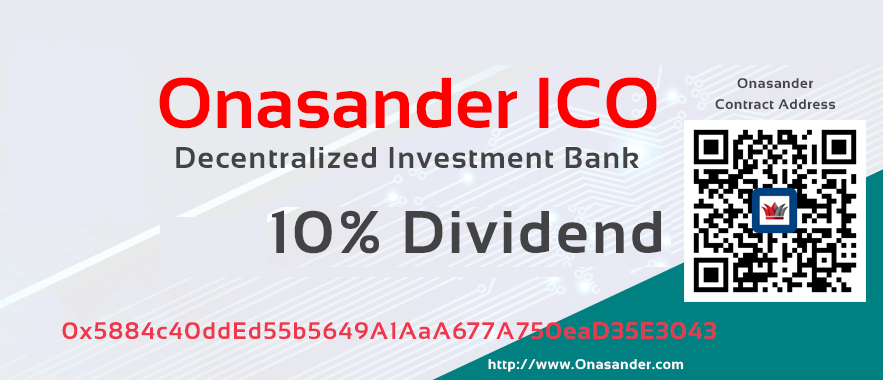 Onasander ICO
Decentralized Investment Bank
10% Dividend
Onasander
Contract Address
0x5884c40ddEd55b5649A1AaA677A750eaD35E3043
http://www.Onasander.com